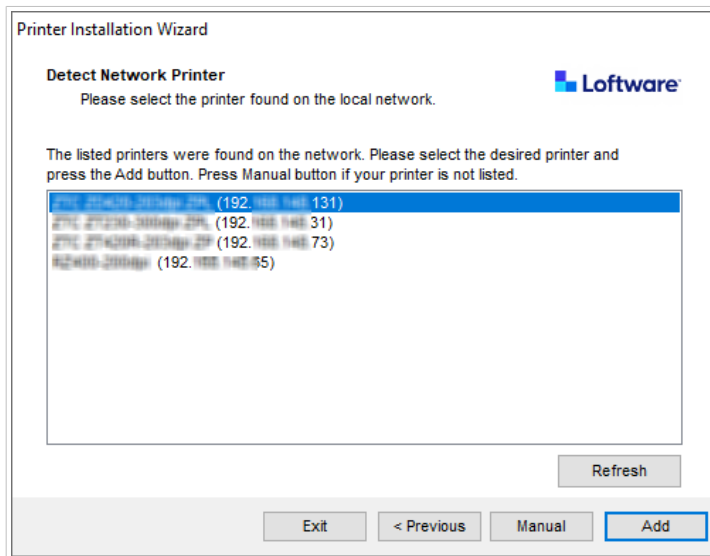 Printer Installation Wizard
Detect Network Printer
Please select the printer found on the local network.
Loftware
The listed printers were found on the network. Please select the desired printer and
press the Add button. Press Manual button if your printer is not listed.
(192. 131)
(192. 31)
(192. 73)
(192. 55)
Refresh
Exit
< Previous
Manual
Add